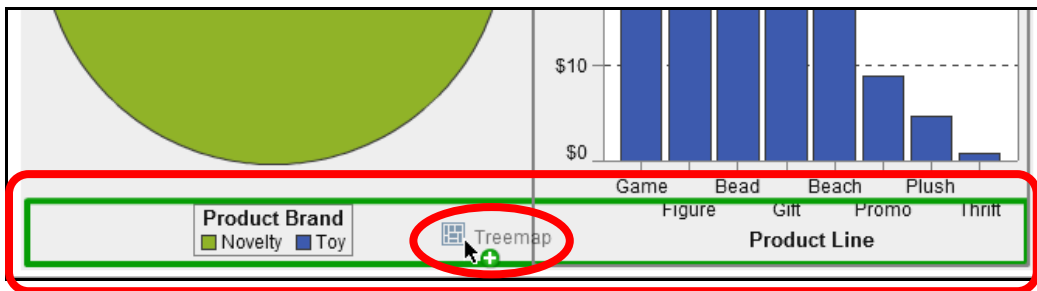 $10
$0
Game Bead Beach Plush
Figure Gift Promo Thrift
Product Brand
Novelty Toy
Treemap
Product Line